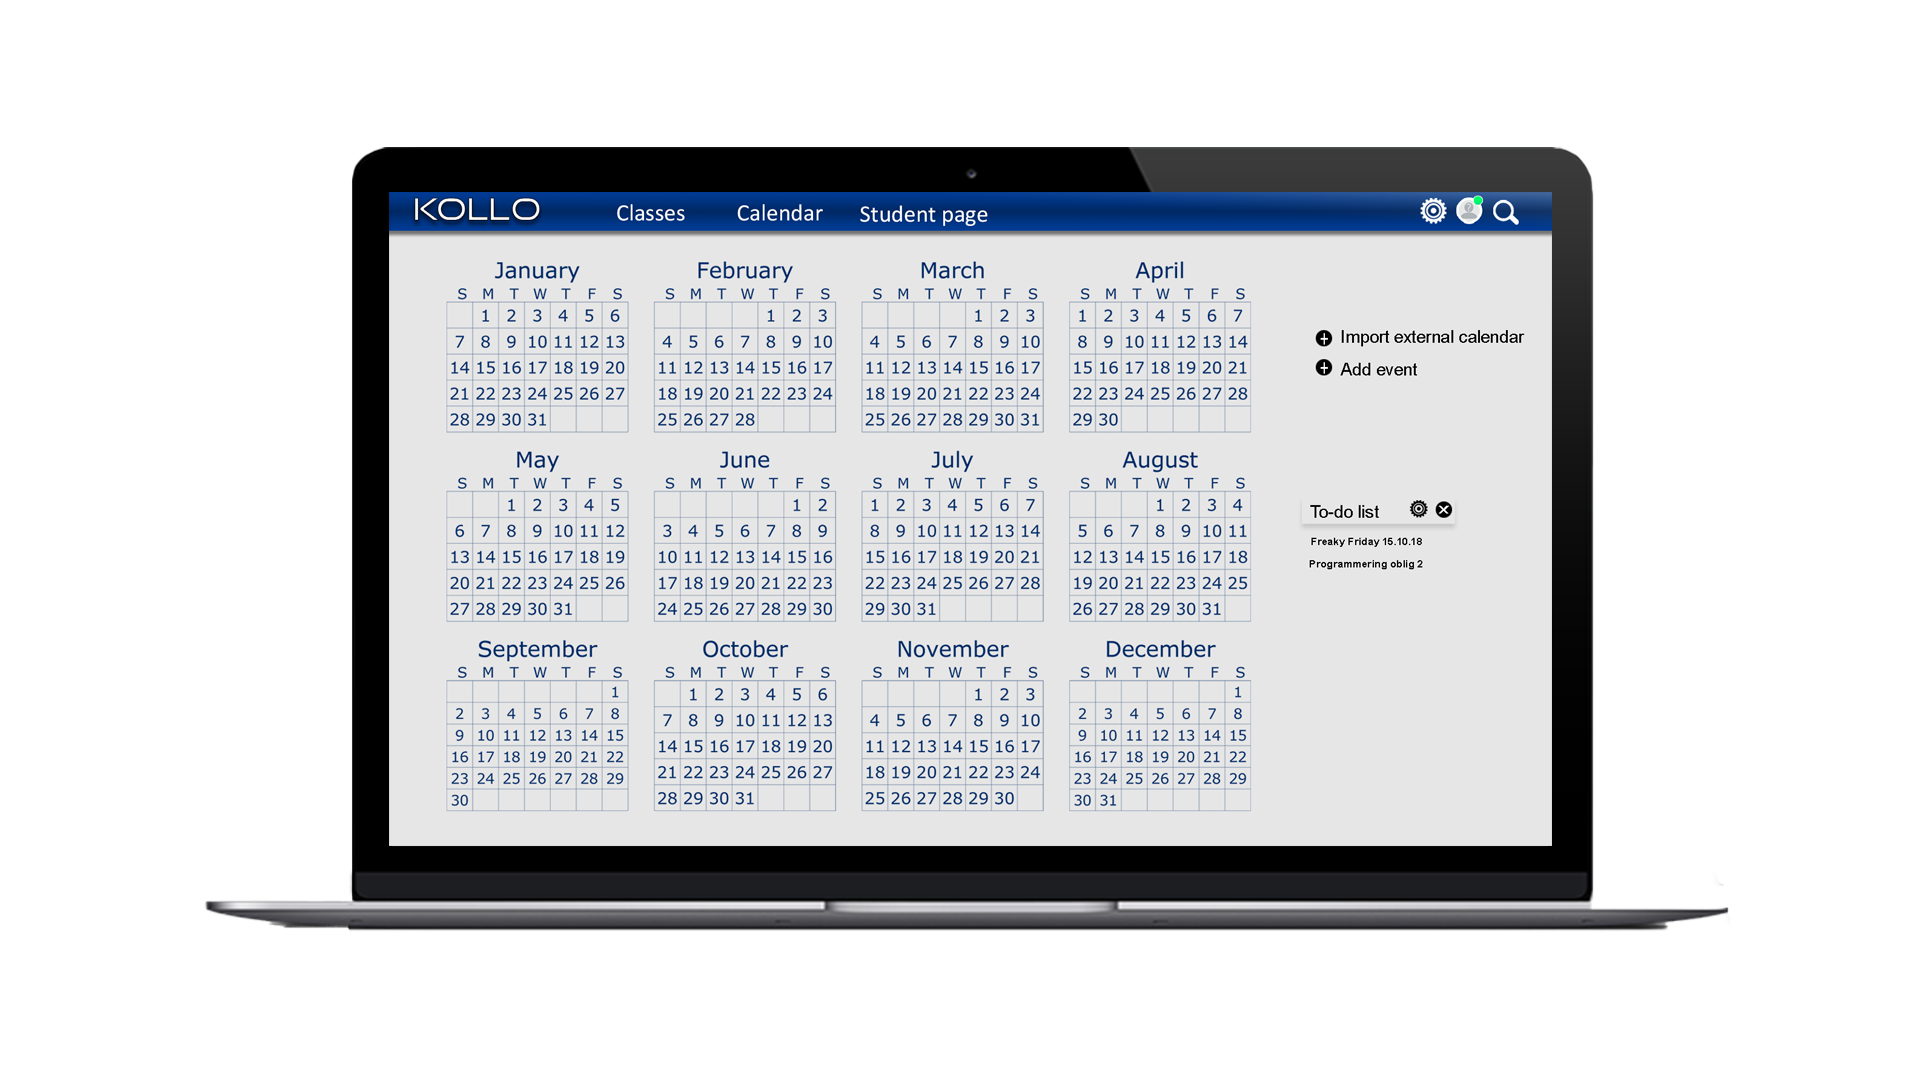 KOLLO Classes Calendar Student page
January February March April
S M T W T F S S M T W T F S S M T W T F S S M T W T F S
1 2 3 4 5 6 1 2 3 1 2 3 1 2 3 4 5 6 7
7 8 9 10 11 12 13 4 5 6 7 8 9 10 4 5 6 7 8 9 10 8 9 10 11 12 13 14
14 15 16 17 18 19 20 11 12 13 14 15 16 17 11 12 13 14 15 16 17 15 16 17 18 19 20 21
21 22 23 24 25 26 27 18 19 20 21 22 23 24 18 19 20 21 22 23 24 22 23 24 25 26 27 28
28 29 30 31 25 26 27 28 25 26 27 28 29 30 31 29 30
Import external calendar
Add event
May June July August
S M T W T F S S M T W T F S S M T W T F S S M T W T F S
1 2 3 4 5 1 2 1 2 3 4 5 6 7 1 2 3 4
6 7 8 9 10 11 12 3 4 5 6 7 8 9 8 9 10 11 12 13 14 5 6 7 8 9 10 11
13 14 15 16 17 18 19 10 11 12 13 14 15 16 15 16 17 18 19 20 21 12 13 14 15 16 17 18
20 21 22 23 24 25 26 17 18 19 20 21 22 23 22 23 24 25 26 27 28 19 20 21 22 23 24 25
27 28 29 30 31 24 25 26 27 28 29 30 29 30 31 26 27 28 29 30 31
To-do list
Freaky Friday 15.10.18
Programmering oblig 2
September October November December
S M T W T F S S M T W T F S S M T W T F S S M T W T F S
1 1 2 3 4 5 6 1 2 3 1
2 3 4 5 6 7 8 7 8 9 10 11 12 13 4 5 6 7 8 9 10 2 3 4 5 6 7 8
9 10 11 12 13 14 15 14 15 16 17 18 19 20 11 12 13 14 15 16 17 9 10 11 12 13 14 15
16 17 18 19 20 21 22 21 22 23 24 25 26 27 18 19 20 21 22 23 24 16 17 18 19 20 21 22
23 24 25 26 27 28 29 28 29 30 31 25 26 27 28 29 30 23 24 25 26 27 28 29
30 30 31